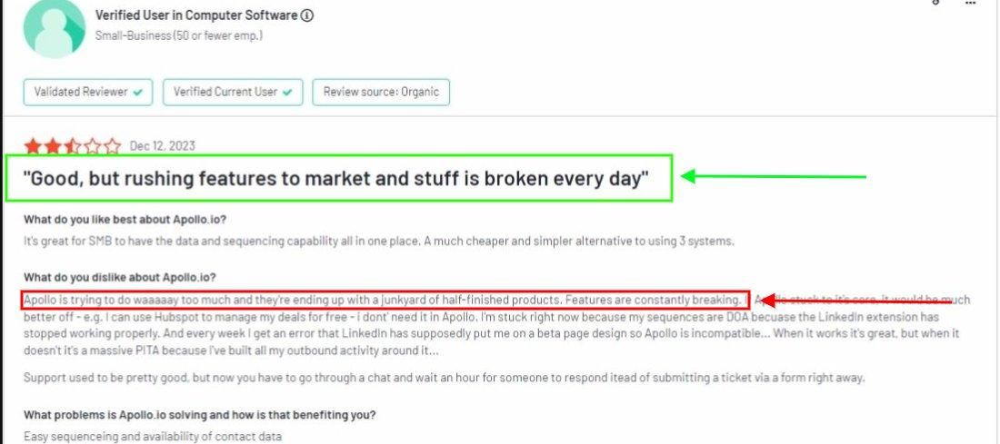 Verified User in Computer Software
Small-Business (50 or fewer emp.)
Validated Reviewer
Verified Current User
Review source: Organic
Dec 12, 2023
"Good, but rushing features to market and stuff is broken every day"
What do you like best about Apollo.io?
It's great for SMB to have the data and sequencing capability all in one place. A much cheaper and simpler alternative to using 3 systems.
What do you dislike about Apollo.io?
Apollo is trying to do waaaaay too much and they're ending up with a junkyard of half-finished products. Features are constantly breaking. If Apollo stuck to it's core, it would be much
better off - e.g. I can use Hubspot to manage my deals for free - i dont' need it in Apollo. I'm stuck right now because my sequences are DOA becuase the LinkedIn extension has
stopped working properly. And every week I get an error that LinkedIn has supposedly put me on a beta page design so Apollo is incompatible... When it works it's great, but when it
doesn't it's a massive PITA because I've built all my outbound activity around it...
Support used to be pretty good, but now you have to go through a chat and wait an hour for someone to respond itead of submitting a ticket via a form right away.
What problems is Apollo.io solving and how is that benefiting you?
Easy sequenceing and availability of contact data